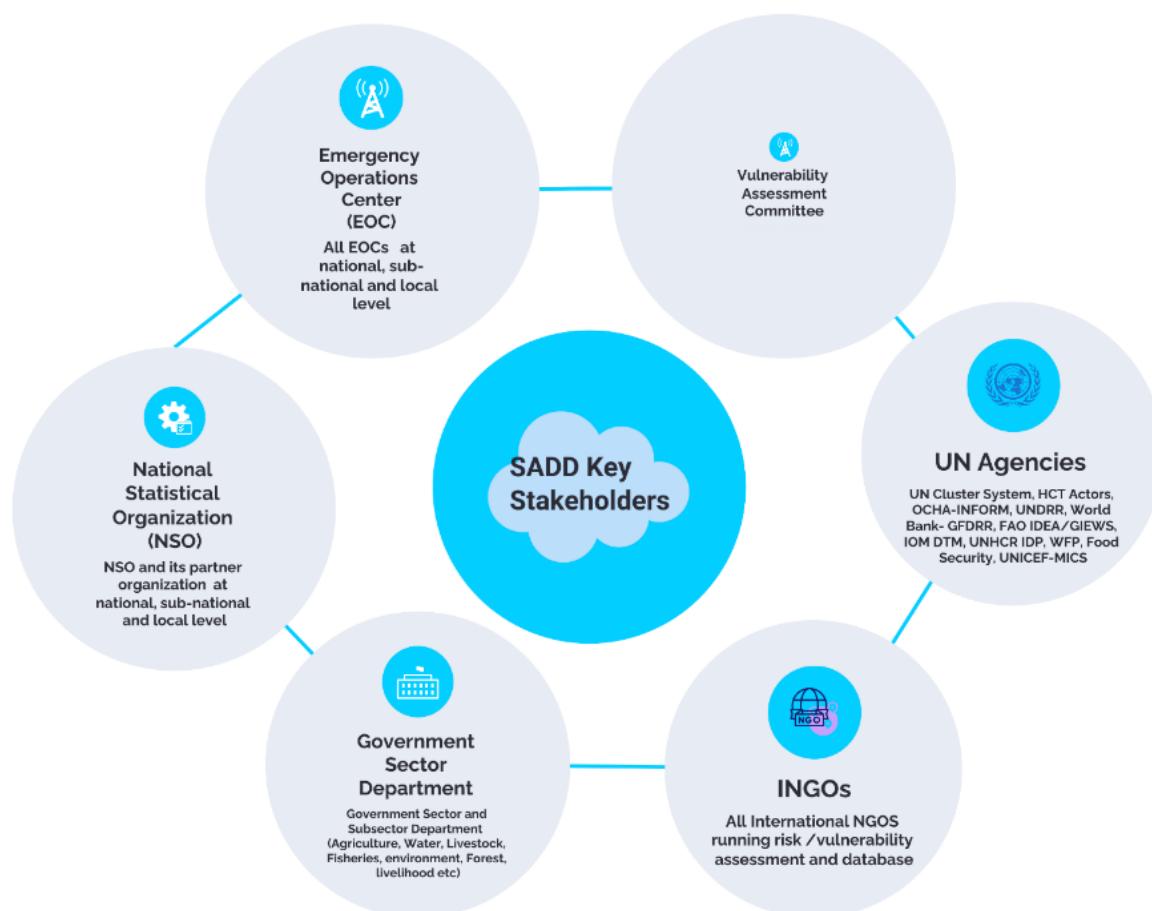 Emergency
Operations
Center
(EOC)
All EOCs at
national, sub-
national and local
level
Vulnerability
Assessment
Committee
UN Agencies
UN Cluster System, HCT Actors,
OCHA-INFORM, UNDRR, World
Bank- GFDRR, FAO IDEA/GIEWS,
IOM DTM, UNHCR IDP, WFP, Food
Security, UNICEF-MICS
SADD Key
Stakeholders
National
Statistical
Organization
(NSO)
NSO and its partner
organization at
national, sub-national
and local level
Government
Sector
Department
Government Sector and
Subsector Department
(Agriculture, Water, Livestock,
Fisheries, environment, Forest,
livelihood etc)
NGO
INGOs
All International NGOS
running risk /vulnerability
assessment and database